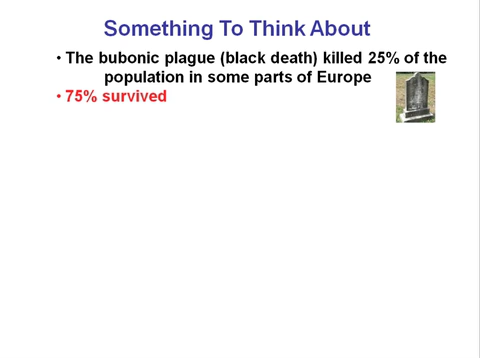 Something To Think About
• The bubonic plague (black death) killed 25% of the
population in some parts of Europe
• 75% survived